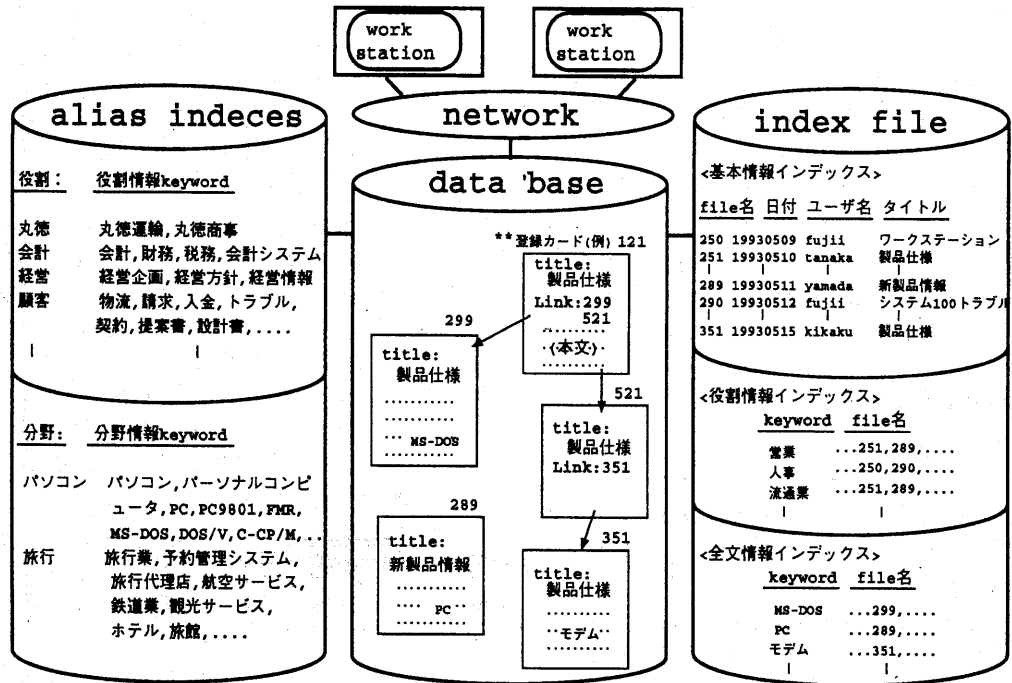 work
station
work
station
network
alias indeces
役割: 役割情報keyword
丸徳 丸徳運輸,丸徳商事
会計 会計,財務,税務,会計システム
経営 経営企画,経営方針,経営情報
顧客 物流,請求,入金,トラブル,
契約,提案書,設計書,....
分野: 分野情報keyword
パソコン パソコン,パーソナルコンピ
ュータ,PC,PC9801,FMR,
MS-DOS,DOS/V,C-CP/M,..
旅行 旅行業,予約管理システム,
旅行代理店,航空サービス,
鉄道業,観光サービス,
ホテル,旅館,....
data base
**登録カード(例) 121
title:
製品仕様
Link:299
521
..........
(本文)
..........
299
title:
製品仕様
...........
...........
... MS-DOS
521
title:
製品仕様
Link:351
289
title:
新製品情報
...........
.... PC ..
...........
351
title:
製品仕様
..........
..モデム..
..........
index file
<基本情報インデックス>
file名 日付 ユーザ名 タイトル
250 19930509 fujii ワークステーション
251 19930510 tanaka 製品仕様
289 19930511 yamada 新製品情報
290 19930512 fujii システム100トラブル
351 19930515 kikaku 製品仕様
<役割情報インデックス>
keyword file名
営業 ...251,289,....
人事 ...250,290,....
流通業 ...251,289,....
<全文情報インデックス>
keyword file名
MS-DOS ...299,....
PC ...289,....
モデム ...351,....